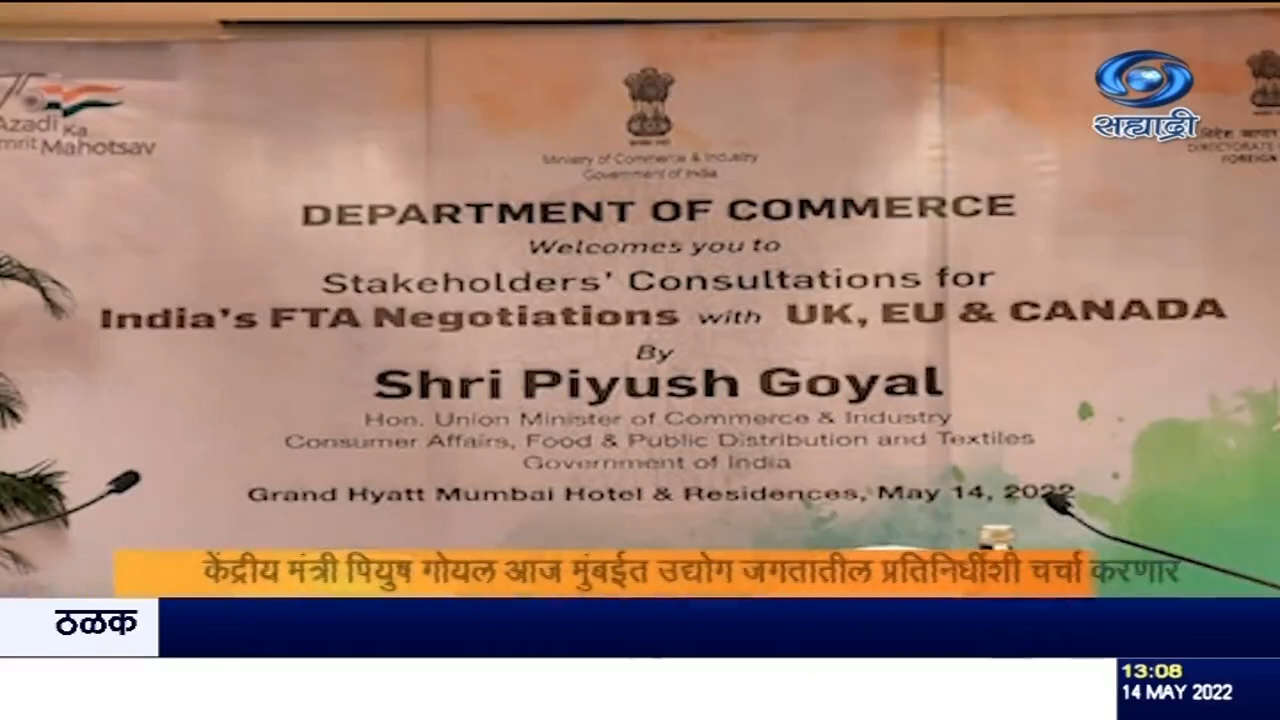 Azadi Ka
Amrit Mahotsav
सह्याद्री
Ministry of Commerce & Industry
Government of India
DIRECTORATE
FOREIGN
DEPARTMENT OF COMMERCE
Welcomes you to
Stakeholders' Consultations for
India's FTA Negotiations with UK, EU & CANADA
By
Shri Piyush Goyal
Hon. Union Minister of Commerce & Industry
Consumer Affairs, Food & Public Distribution and Textiles
Government of India
Grand Hyatt Mumbai Hotel & Residences, May 14, 2022
केंद्रीय मंत्री पियुष गोयल आज मुंबईत उद्योग जगतातील प्रतिनिधींशी चर्चा करणार
ठळक
13:08
14 MAY 2022